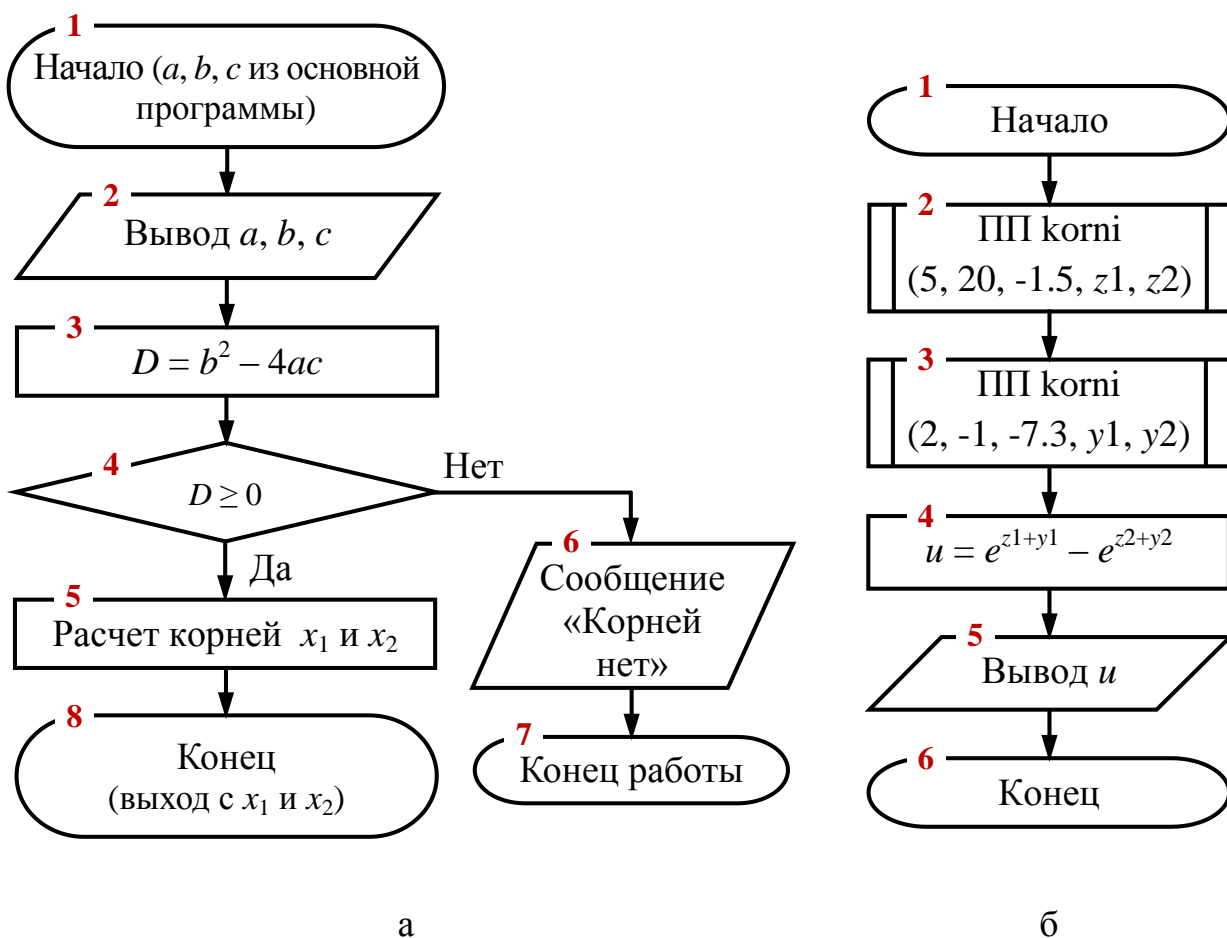 1
Начало (a, b, c из основной
программы)
2
Вывод a, b, c
3
D = b² – 4ac
4
D ≥ 0
Нет
Да
5
Расчет корней x₁ и x₂
6
Сообщение
«Корней
нет»
7
Конец работы
8
Конец
(выход с x₁ и x₂)
а
1
Начало
2
ПП korni
(5, 20, -1.5, z1, z2)
3
ПП korni
(2, -1, -7.3, y1, y2)
4
u = e^{z1+y1} – e^{z2+y2}
5
Вывод u
6
Конец
б